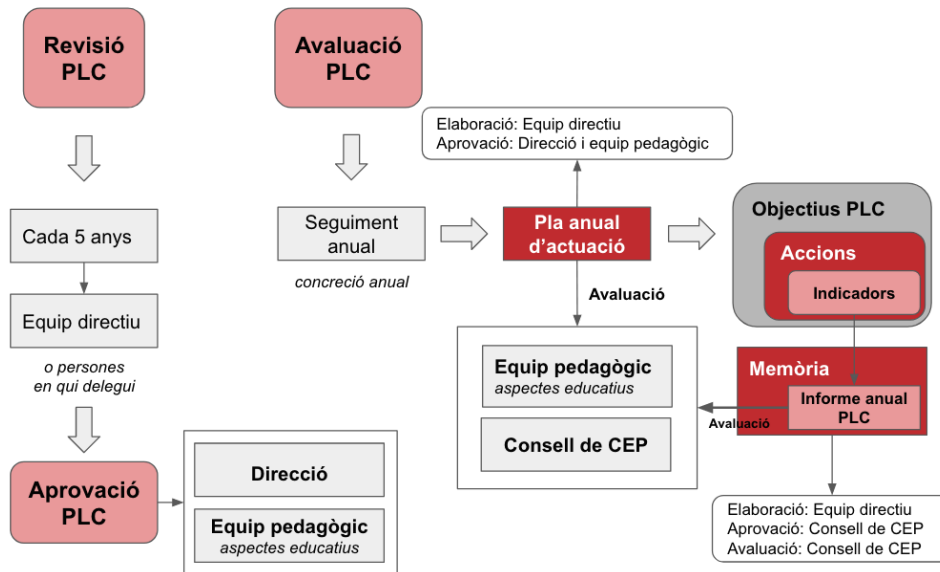 Revisió
PLC
Cada 5 anys
Equip directiu
o persones
en qui delegui
Aprovació
PLC
Direcció
Equip pedagògic
aspectes educatius
Avaluació
PLC
Seguiment
anual
concreció anual
Elaboració: Equip directiu
Aprovació: Direcció i equip pedagògic
Pla anual
d'actuació
Avaluació
Equip pedagògic
aspectes educatius
Consell de CEP
Objectius PLC
Accions
Indicadors
Memòria
Informe anual
PLC
Avaluació
Elaboració: Equip directiu
Aprovació: Consell de CEP
Avaluació: Consell de CEP